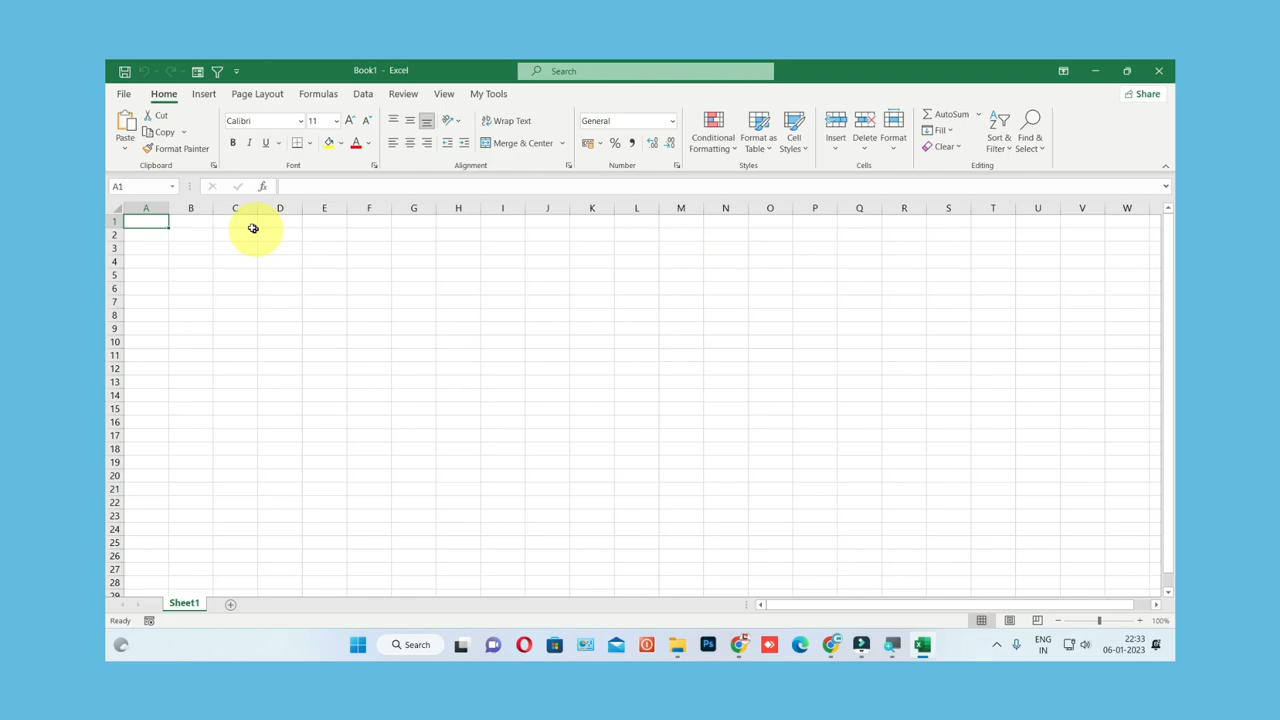 Book1 - Excel
Search
File Home Insert Page Layout Formulas Data Review View My Tools
Share
Paste
Cut
Copy
Format Painter
Clipboard
Calibri 11
B I U
A A
A
Font
Wrap Text
Merge & Center
Alignment
General
% ,
Number
Conditional Formatting
Format as Table
Cell Styles
Styles
Insert Delete Format
Cells
AutoSum
Fill
Clear
Sort & Filter
Find & Select
Editing
A1
fx
A B C D E F G H I J K L M N O P Q R S T U V W
1
2
3
4
5
6
7
8
9
10
11
12
13
14
15
16
17
18
19
20
21
22
23
24
25
26
27
28
29
Sheet1
Ready
100%
Search
Ps
ENG
IN
22:33
06-01-2023